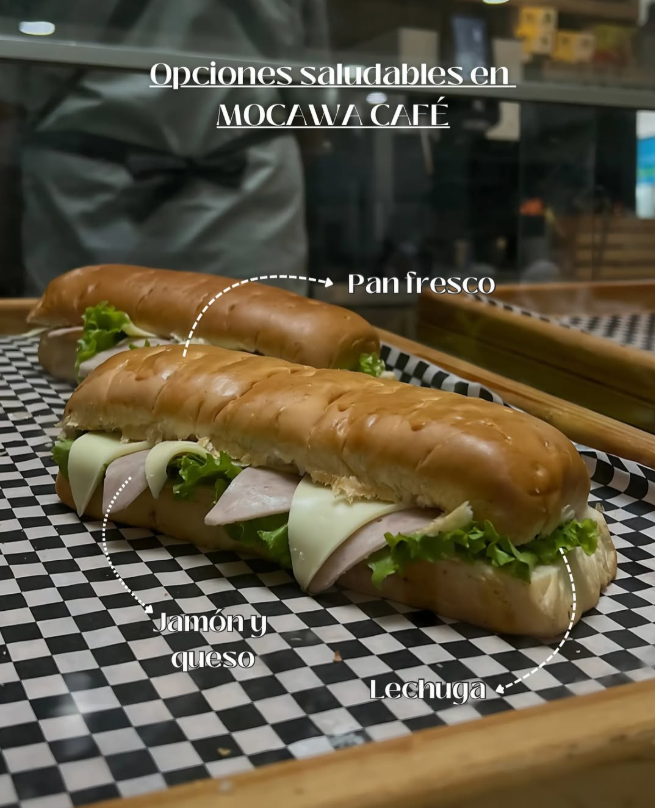 Opciones saludables en
MOCAWA CAFÉ
Pan fresco
Jamón y
queso
Lechuga